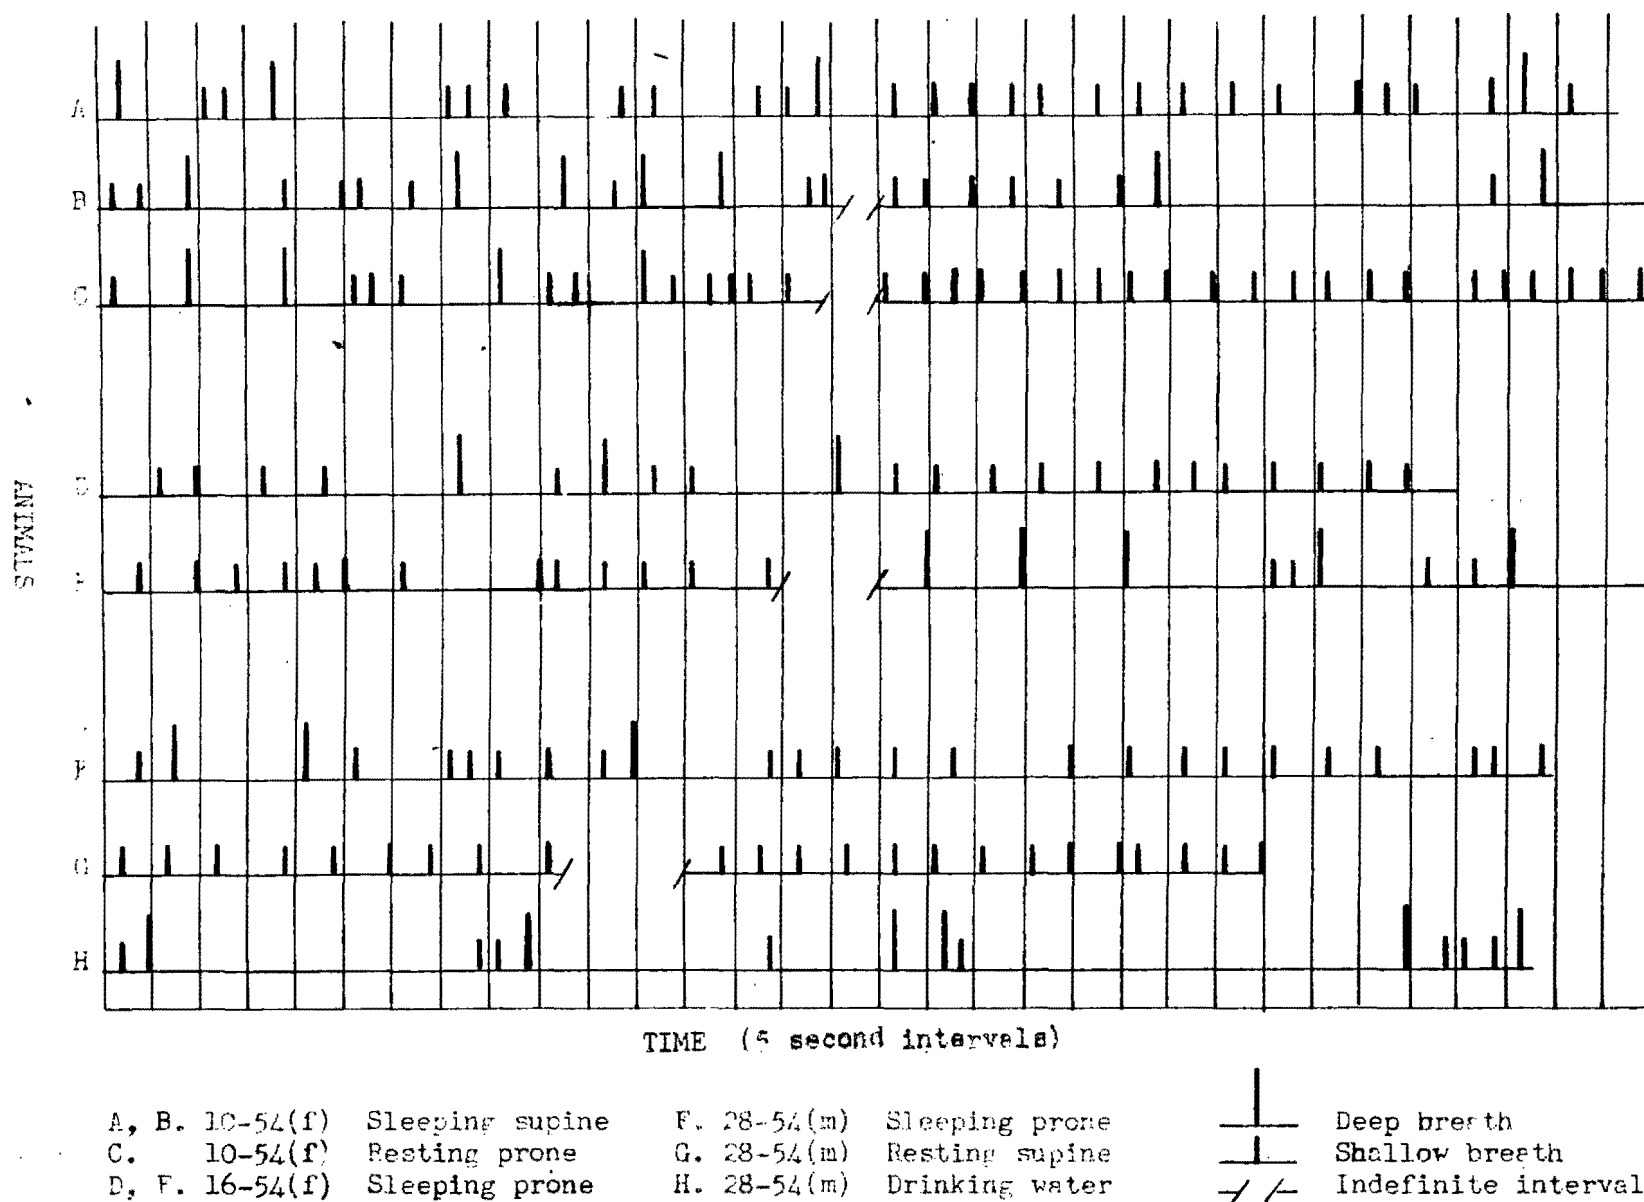 A
B
C
D
ANIMALS
F
G
H
TIME (5 second intervals)
A, B. 10-54(f) Sleeping supine
C. 10-54(f) Resting prone
D, F. 16-54(f) Sleeping prone
F. 28-54(m) Sleeping prone
G. 28-54(m) Resting supine
H. 28-54(m) Drinking water
Deep breath
Shallow breath
Indefinite interval